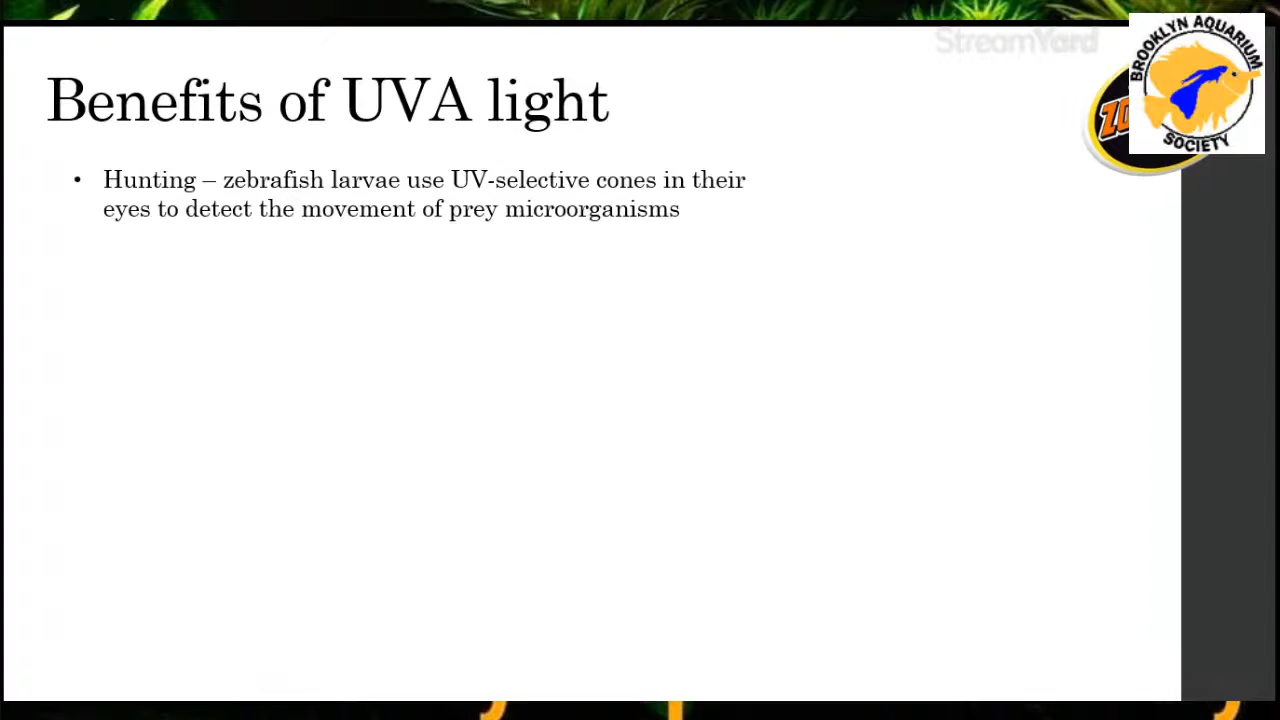 StreamYard
BROOKLYN AQUARIUM
SOCIETY
Benefits of UVA light
• Hunting – zebrafish larvae use UV-selective cones in their
eyes to detect the movement of prey microorganisms